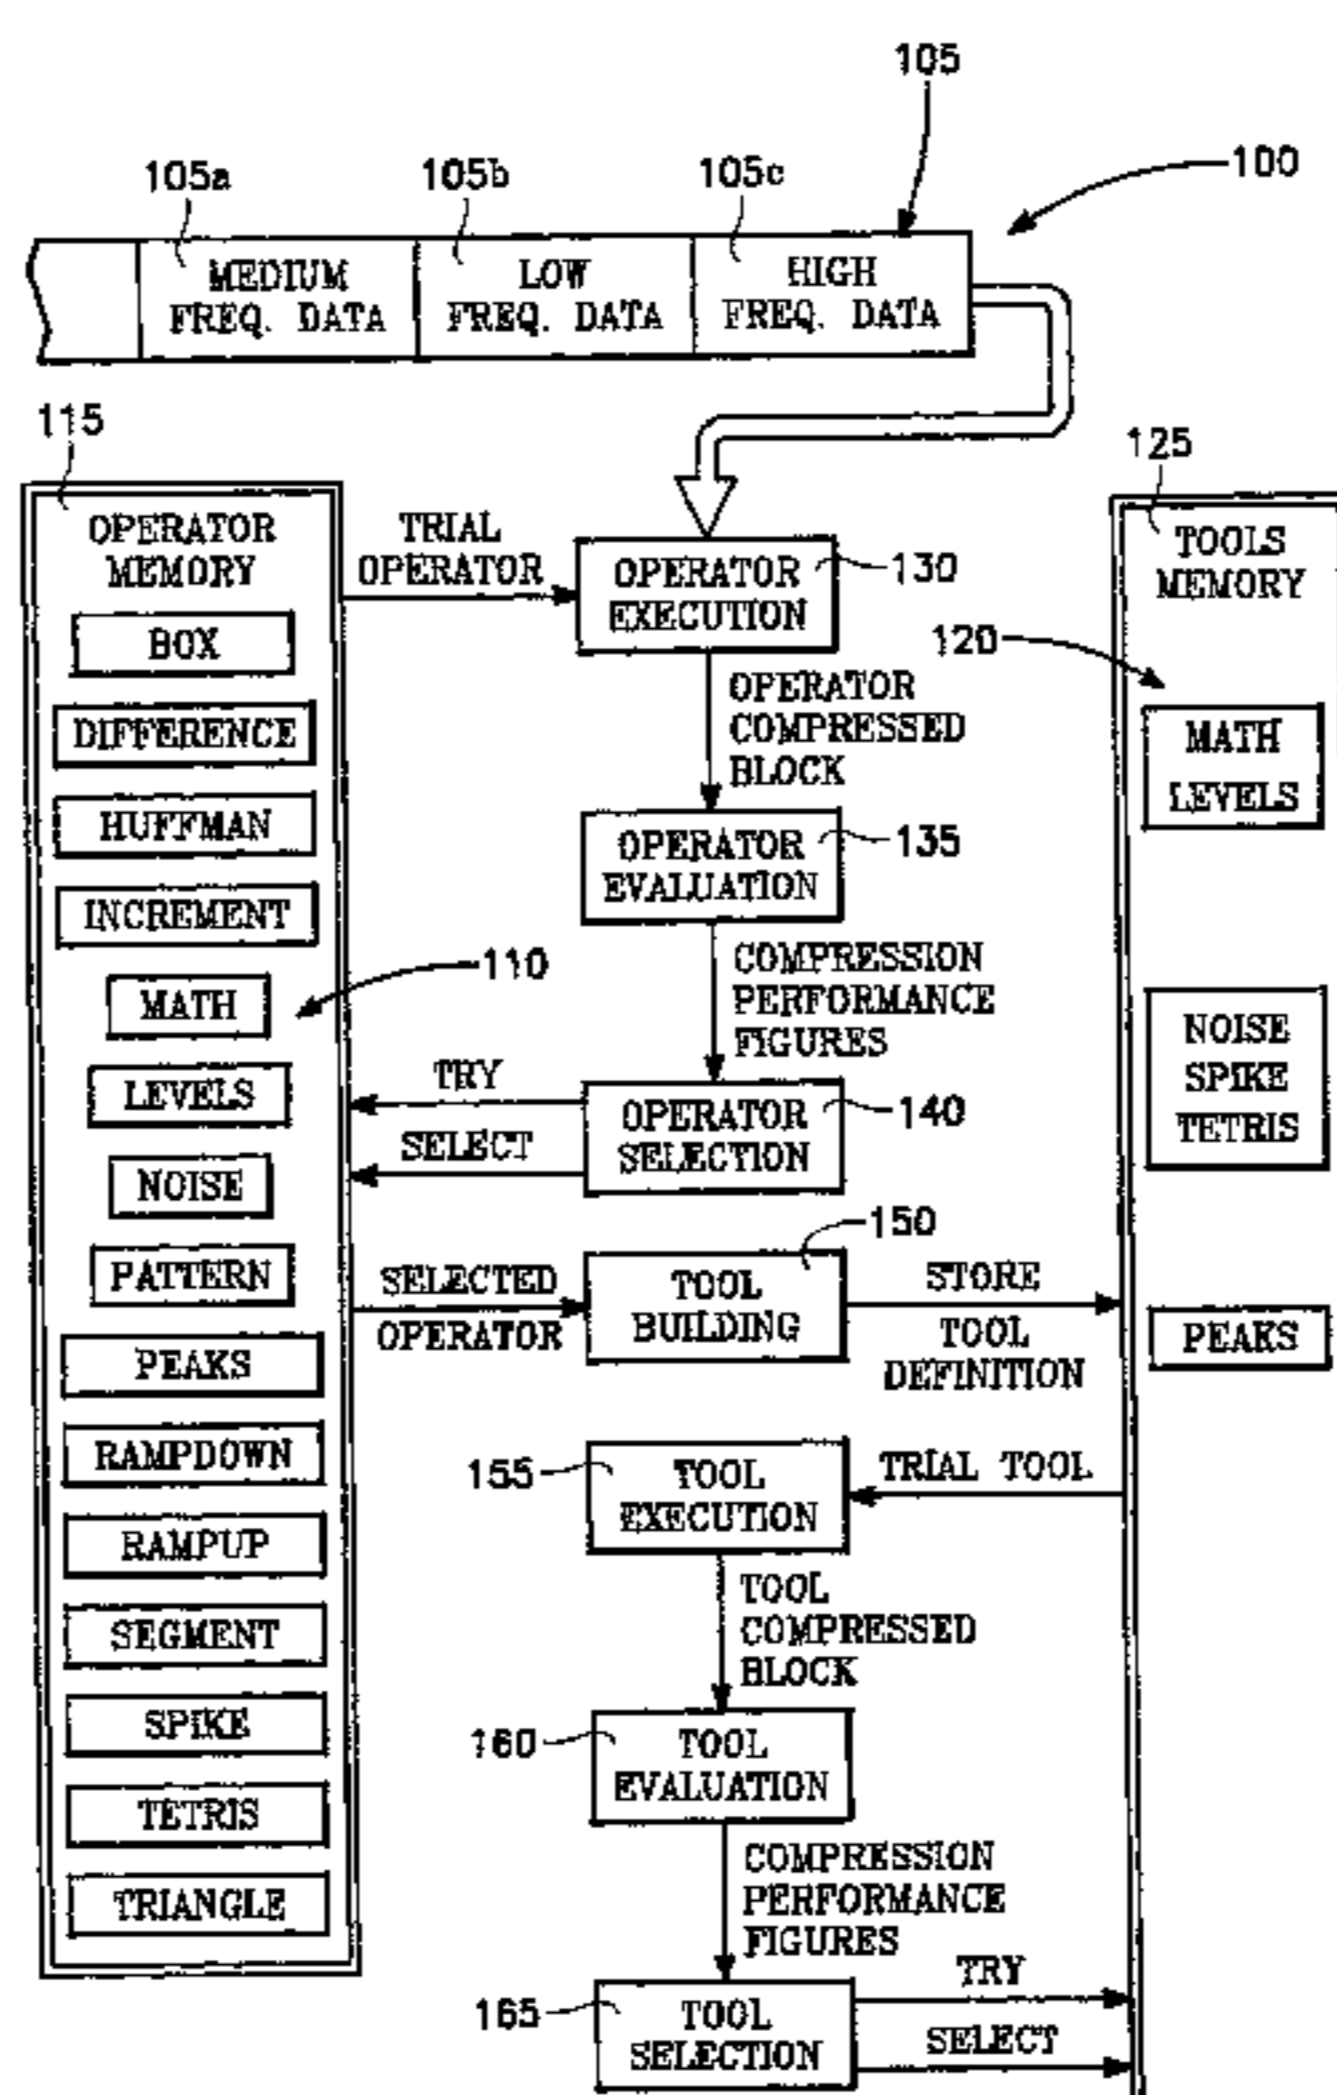 105
105a
105b
105c
100
MEDIUM
FREQ. DATA
LOW
FREQ. DATA
HIGH
FREQ. DATA
115
OPERATOR
MEMORY
BOX
DIFFERENCE
HUFFMAN
INCREMENT
MATH
LEVELS
NOISE
PATTERN
PEAKS
RAMPDOWN
RAMPUP
SEGMENT
SPIKE
TETRIS
TRIANGLE
110
TRIAL
OPERATOR
OPERATOR
EXECUTION
130
OPERATOR
COMPRESSED
BLOCK
OPERATOR
EVALUATION
135
COMPRESSION
PERFORMANCE
FIGURES
TRY
SELECT
OPERATOR
SELECTION
140
SELECTED
OPERATOR
TOOL
BUILDING
150
STORE
TOOL
DEFINITION
155
TOOL
EXECUTION
TRIAL TOOL
TOOL
COMPRESSED
BLOCK
160
TOOL
EVALUATION
COMPRESSION
PERFORMANCE
FIGURES
165
TOOL
SELECTION
TRY
SELECT
125
TOOLS
MEMORY
120
MATH
LEVELS
NOISE
SPIKE
TETRIS
PEAKS